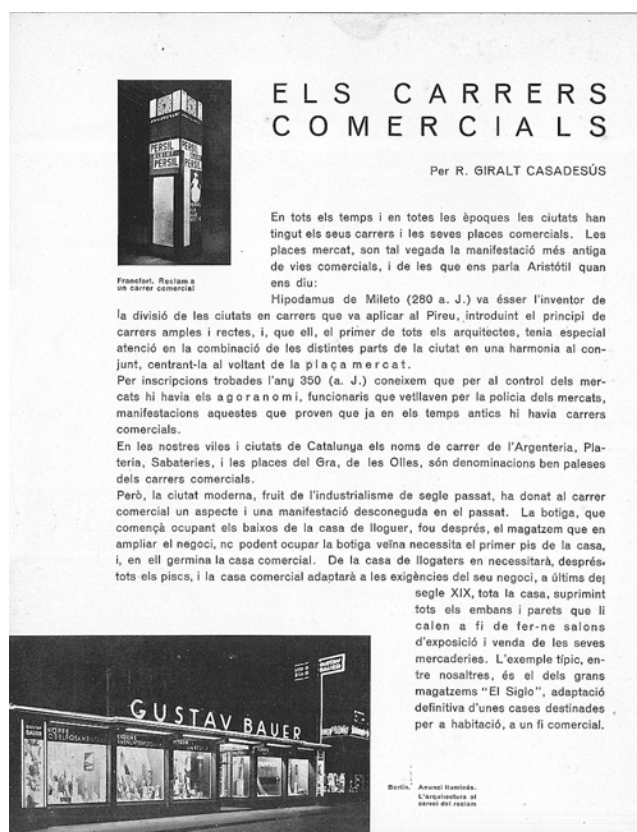 ELS CARRERS
COMERCIALS
Per R. GIRALT CASADESÚS
PERSIL
PERSIL
PERSIL
Francfort. Reclam a
un carrer comercial
En tots els temps i en totes les èpoques les ciutats han
tingut els seus carrers i les seves places comercials. Les
places mercat, son tal vegada la manifestació més antiga
de vies comercials, i de les que ens parla Aristótil quan
ens diu:
Hipodamus de Mileto (280 a. J.) va ésser l'inventor de
la divisió de les ciutats en carrers que va aplicar al Pireu, introduint el principi de
carrers amples i rectes, i, que ell, el primer de tots els arquitectes, tenia especial
atenció en la combinació de les distintes parts de la ciutat en una harmonia al con-
junt, centrant-la al voltant de la plaça mercat.
Per inscripcions trobades l'any 350 (a. J.) coneixem que per al control dels mer-
cats hi havia els agoranomi, funcionaris que vetllaven per la policia dels mercats,
manifestacions aquestes que proven que ja en els temps antics hi havia carrers
comercials.
En les nostres viles i ciutats de Catalunya els noms de carrer de l'Argenteria, Pla-
teria, Sabateries, i les places del Gra, de les Olles, són denominacions ben paleses
dels carrers comercials.
Però, la ciutat moderna, fruit de l'industrialisme de segle passat, ha donat al carrer
comercial un aspecte i una manifestació desconeguda en el passat. La botiga, que
començà ocupant els baixos de la casa de lloguer, fou després, el magatzem que en
ampliar el negoci, nc podent ocupar la botiga veïna necessita el primer pis de la casa,
i, en ell germina la casa comercial. De la casa de llogaters en necessitarà, després,
tots els piscs, i la casa comercial adaptarà a les exigències del seu negoci, a últims del
segle XIX, tota la casa, suprimint
tots els embans i parets que li
calen a fi de fer-ne salons
d'exposició i venda de les seves
mercaderies. L'exemple típic, en-
tre nosaltres, és el dels grans
magatzems "El Siglo", adaptació
definitiva d'unes cases destinades
per a habitació, a un fi comercial.
GUSTAV BAUER
Berlín. Anunci lluminós.
L'arquitectura al
servei del reclam